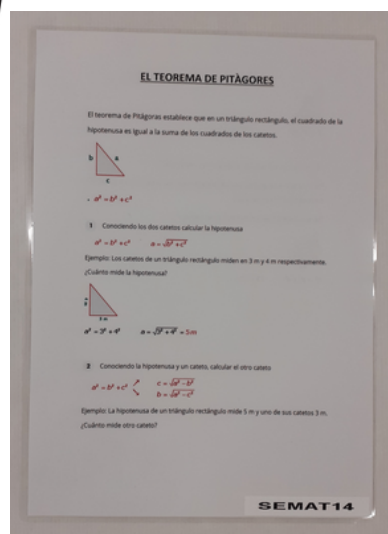 EL TEOREMA DE PITÀGORES
El teorema de Pitágoras establece que en un triángulo rectángulo, el cuadrado de la
hipotenusa es igual a la suma de los cuadrados de los catetos.
b a
c
a² = b² + c²
1 Conociendo los dos catetos calcular la hipotenusa
a² = b² + c² a = √b² + c²
Ejemplo: Los catetos de un triángulo rectángulo miden en 3 m y 4 m respectivamente.
¿Cuánto mide la hipotenusa?
3 m
a² = 3² + 4² a = √3² + 4² = 5m
2 Conociendo la hipotenusa y un cateto, calcular el otro cateto
c = √a² - b²
a² = b² + c²
b = √a² - c²
Ejemplo: La hipotenusa de un triángulo rectángulo mide 5 m y uno de sus catetos 3 m.
¿Cuánto mide otro cateto?
SEMAT14